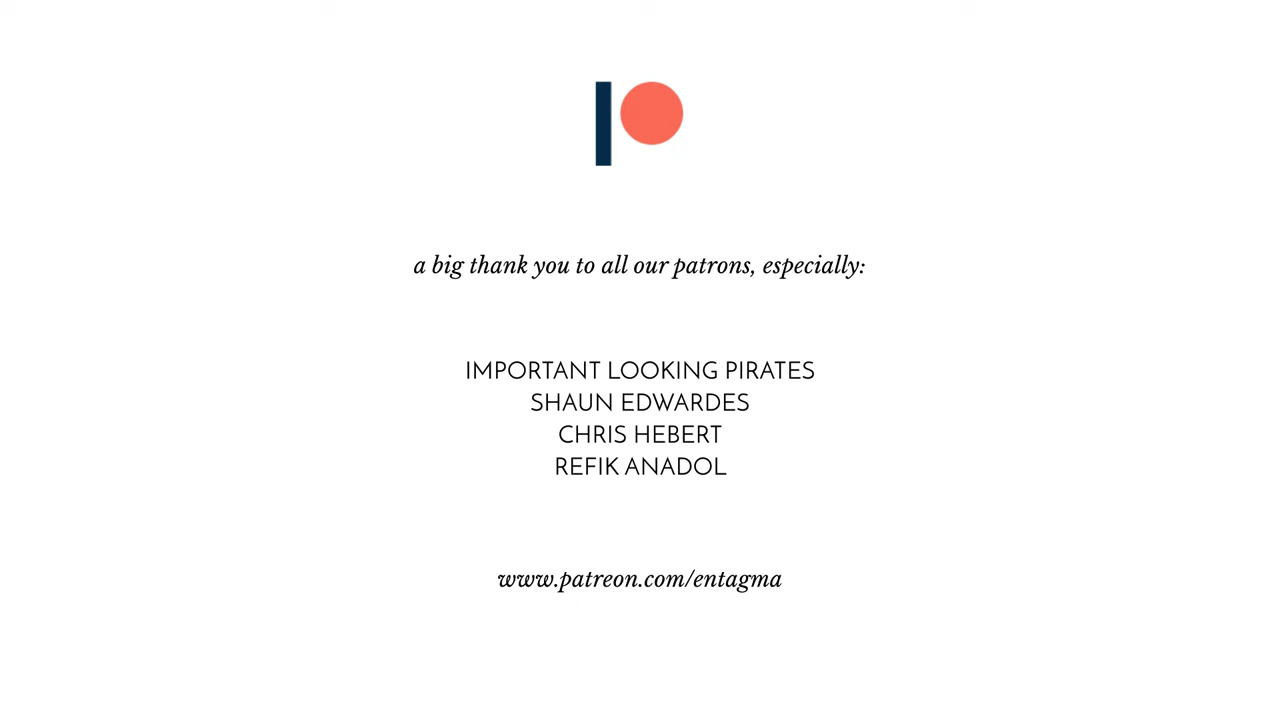 a big thank you to all our patrons, especially:
IMPORTANT LOOKING PIRATES
SHAUN EDWARDES
CHRIS HEBERT
REFIK ANADOL
www.patreon.com/entagma